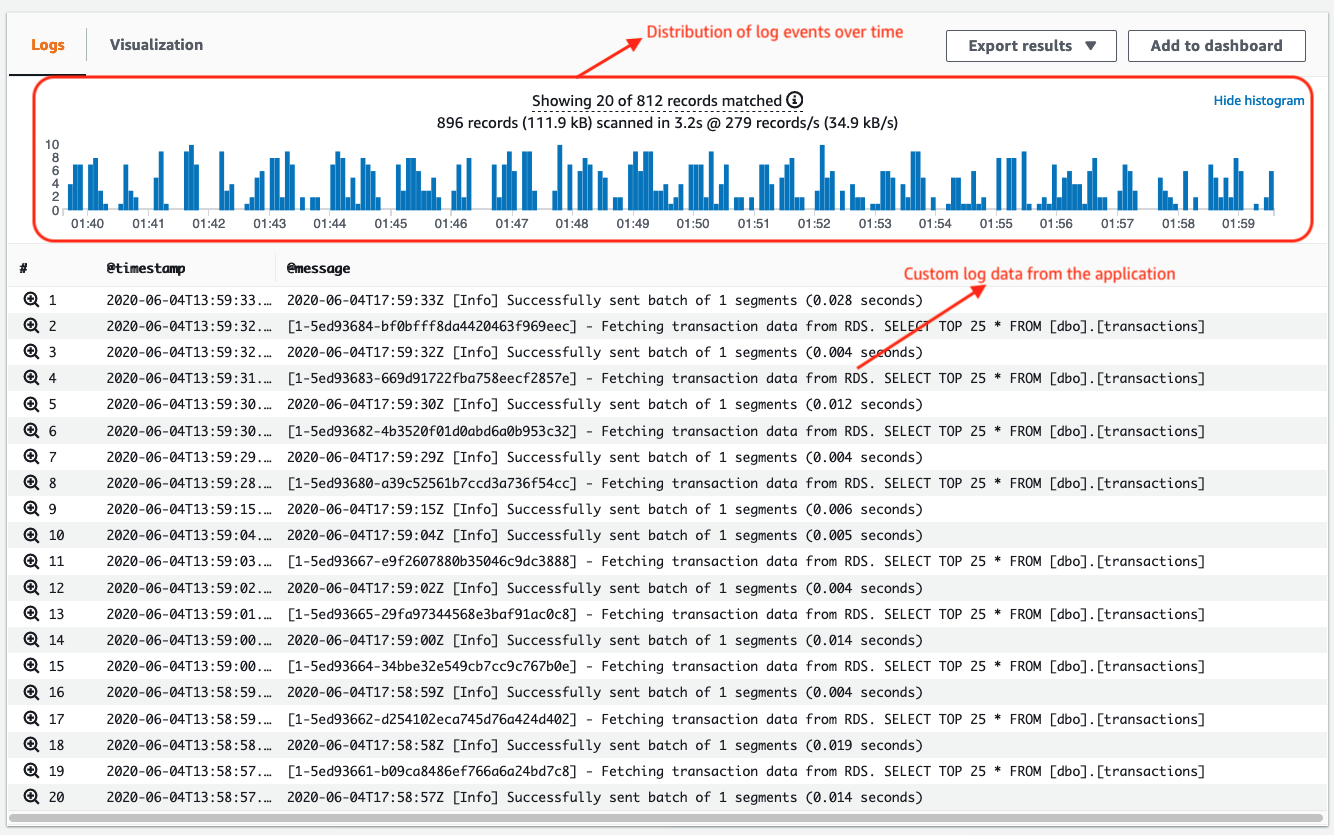 Distribution of log events over time
Logs Visualization Export results ▼ Add to dashboard
Showing 20 of 812 records matched
Hide histogram
896 records (111.9 kB) scanned in 3.2s @ 279 records/s (34.9 kB/s)
10
8
6
4
2
0
01:40 01:41 01:42 01:43 01:44 01:45 01:46 01:47 01:48 01:49 01:50 01:51 01:52 01:53 01:54 01:55 01:56 01:57 01:58 01:59
# @timestamp @message
Custom log data from the application
1 2020-06-04T13:59:33.… 2020-06-04T17:59:33Z [Info] Successfully sent batch of 1 segments (0.028 seconds)
2 2020-06-04T13:59:32.… [1-5ed93684-bf0bfff8da4420463f969eec] - Fetching transaction data from RDS. SELECT TOP 25 * FROM [dbo].[transactions]
3 2020-06-04T13:59:32.… 2020-06-04T17:59:32Z [Info] Successfully sent batch of 1 segments (0.004 seconds)
4 2020-06-04T13:59:31.… [1-5ed93683-669d91722fba758eecf2857e] - Fetching transaction data from RDS. SELECT TOP 25 * FROM [dbo].[transactions]
5 2020-06-04T13:59:30.… 2020-06-04T17:59:30Z [Info] Successfully sent batch of 1 segments (0.012 seconds)
6 2020-06-04T13:59:30.… [1-5ed93682-4b3520f01d0abd6a0b953c32] - Fetching transaction data from RDS. SELECT TOP 25 * FROM [dbo].[transactions]
7 2020-06-04T13:59:29.… 2020-06-04T17:59:29Z [Info] Successfully sent batch of 1 segments (0.004 seconds)
8 2020-06-04T13:59:28.… [1-5ed93680-a39c52561b7ccd3a736f54cc] - Fetching transaction data from RDS. SELECT TOP 25 * FROM [dbo].[transactions]
9 2020-06-04T13:59:15.… 2020-06-04T17:59:15Z [Info] Successfully sent batch of 1 segments (0.006 seconds)
10 2020-06-04T13:59:04.… 2020-06-04T17:59:04Z [Info] Successfully sent batch of 1 segments (0.005 seconds)
11 2020-06-04T13:59:03.… [1-5ed93667-e9f2607880b35046c9dc3888] - Fetching transaction data from RDS. SELECT TOP 25 * FROM [dbo].[transactions]
12 2020-06-04T13:59:02.… 2020-06-04T17:59:02Z [Info] Successfully sent batch of 1 segments (0.004 seconds)
13 2020-06-04T13:59:01.… [1-5ed93665-29fa97344568e3baf91ac0c8] - Fetching transaction data from RDS. SELECT TOP 25 * FROM [dbo].[transactions]
14 2020-06-04T13:59:00.… 2020-06-04T17:59:00Z [Info] Successfully sent batch of 1 segments (0.014 seconds)
15 2020-06-04T13:59:00.… [1-5ed93664-34bbe32e549cb7cc9c767b0e] - Fetching transaction data from RDS. SELECT TOP 25 * FROM [dbo].[transactions]
16 2020-06-04T13:58:59.… 2020-06-04T17:58:59Z [Info] Successfully sent batch of 1 segments (0.004 seconds)
17 2020-06-04T13:58:59.… [1-5ed93662-d254102eca745d76a424d402] - Fetching transaction data from RDS. SELECT TOP 25 * FROM [dbo].[transactions]
18 2020-06-04T13:58:58.… 2020-06-04T17:58:58Z [Info] Successfully sent batch of 1 segments (0.019 seconds)
19 2020-06-04T13:58:57.… [1-5ed93661-b09ca8486ef766a6a24bd7c8] - Fetching transaction data from RDS. SELECT TOP 25 * FROM [dbo].[transactions]
20 2020-06-04T13:58:57.… 2020-06-04T17:58:57Z [Info] Successfully sent batch of 1 segments (0.014 seconds)